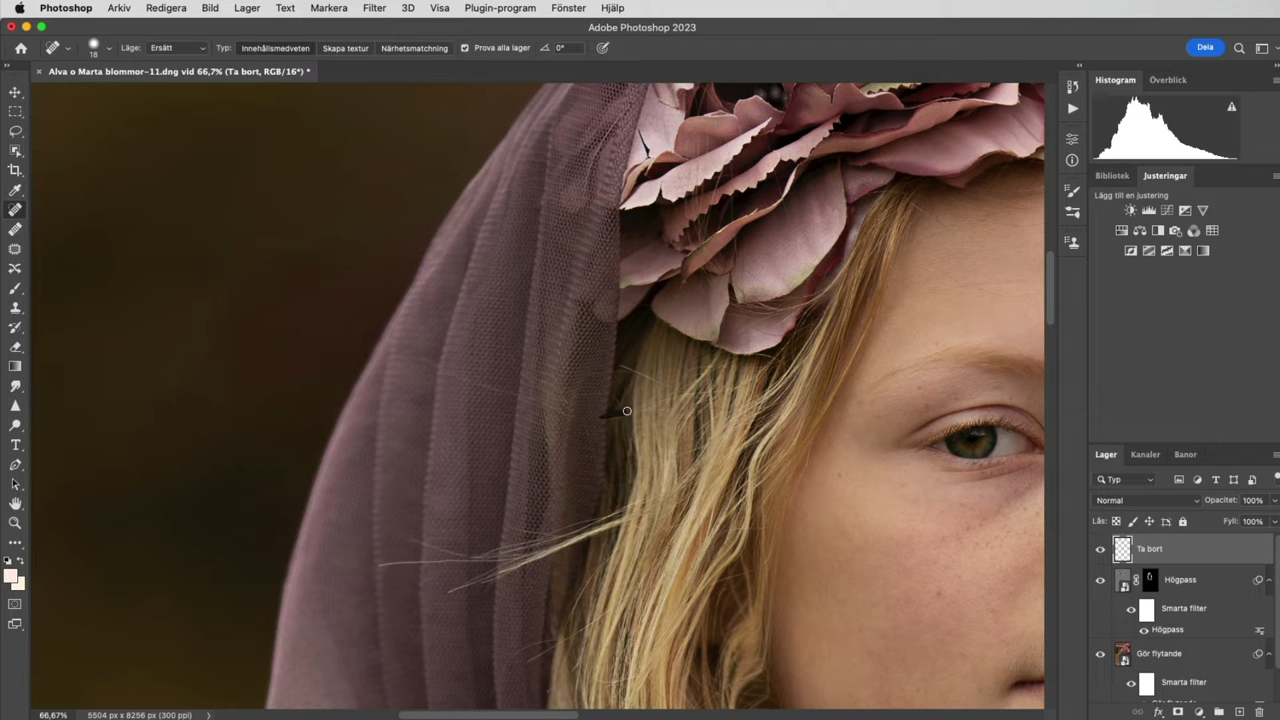 Photoshop Arkiv Redigera Bild Lager Text Markera Filter 3D Visa Plugin-program Fönster Hjälp
Adobe Photoshop 2023
18 Läge: Ersätt Typ: Innehållsmedveten Skapa textur Närhetsmatchning Prova alla lager 0° Dela
× Alva o Marta blommor-11.dng vid 66,7% (Ta bort, RGB/16*) *
Histogram Överblick
Bibliotek Justeringar
Lägg till en justering
Lager Kanaler Banor
Typ
Normal Opacitet: 100%
Lås: Fyll: 100%
Ta bort
Högpass
Smarta filter
Högpass
Gör flytande
Smarta filter
66,67% 5504 px x 8256 px (300 ppi)